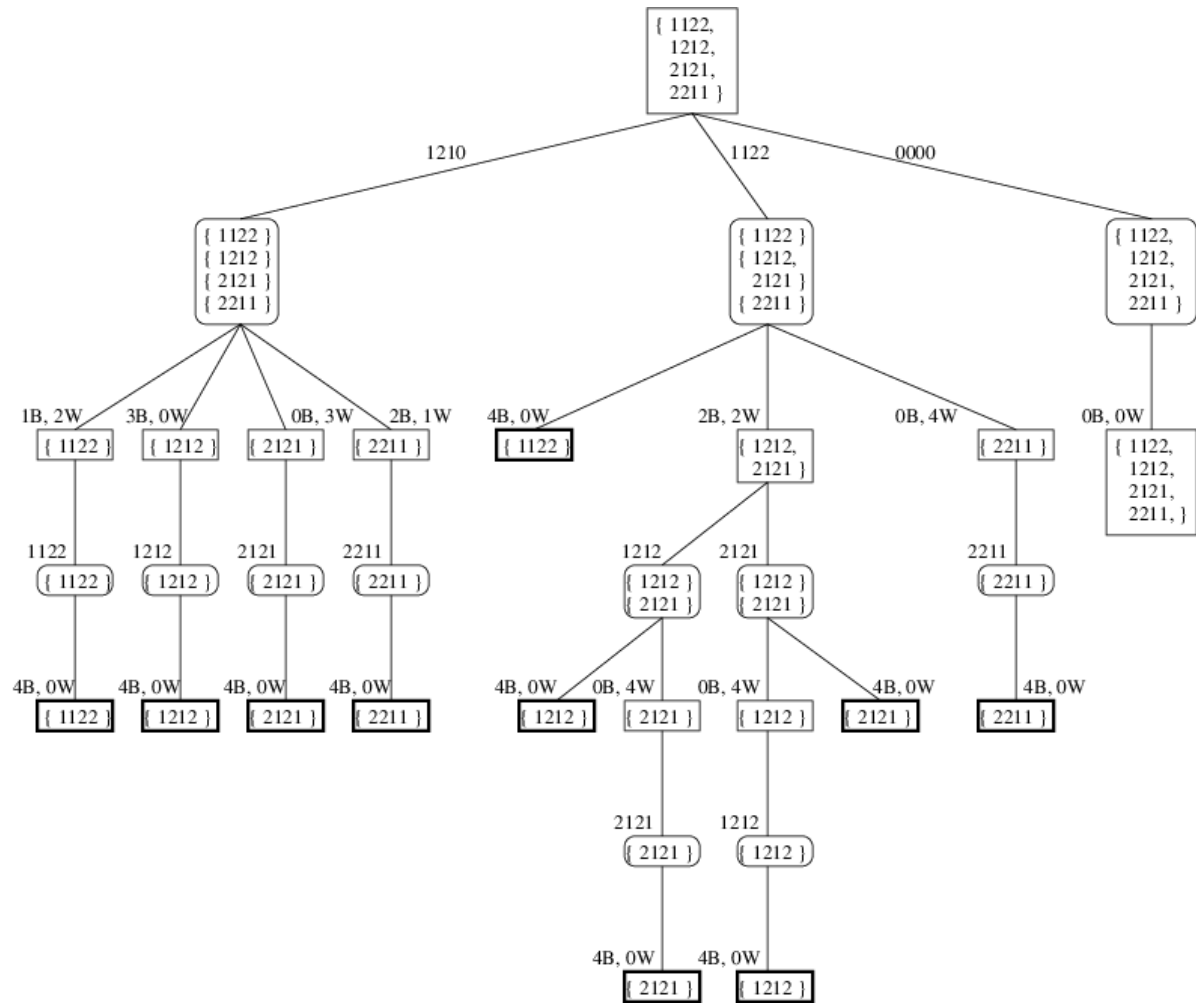 { 1122,
1212,
2121,
2211 }
1210
1122
0000
{ 1122 }
{ 1212 }
{ 2121 }
{ 2211 }
{ 1122 }
{ 1212,
2121 }
{ 2211 }
{ 1122,
1212,
2121,
2211 }
1B, 2W
3B, 0W
0B, 3W
2B, 1W
4B, 0W
2B, 2W
0B, 4W
0B, 0W
{ 1122 }
{ 1212 }
{ 2121 }
{ 2211 }
{ 1122 }
{ 1212,
2121 }
{ 2211 }
{ 1122,
1212,
2121,
2211, }
1122
1212
2121
2211
1212
2121
2211
{ 1122 }
{ 1212 }
{ 2121 }
{ 2211 }
{ 1212 }
{ 2121 }
{ 1212 }
{ 2121 }
{ 2211 }
4B, 0W
4B, 0W
4B, 0W
4B, 0W
4B, 0W
0B, 4W
0B, 4W
4B, 0W
4B, 0W
{ 1122 }
{ 1212 }
{ 2121 }
{ 2211 }
{ 1212 }
{ 2121 }
{ 1212 }
{ 2121 }
{ 2211 }
2121
1212
{ 2121 }
{ 1212 }
4B, 0W
4B, 0W
{ 2121 }
{ 1212 }